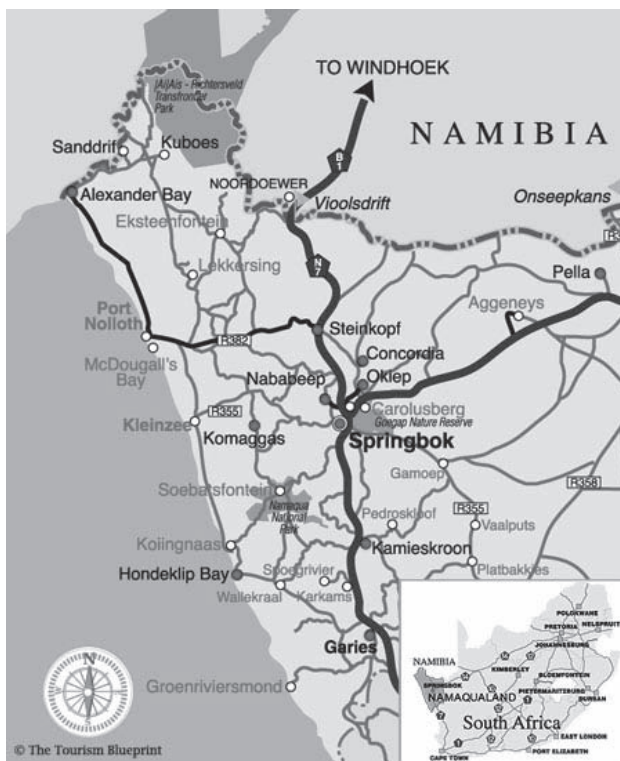 TO WINDHOEK
|Ai|Ais - Richtersveld
Transfrontier
Park
NAMIBIA
Sanddrif
Kuboes
B
1
NOORDOEWER
Alexander Bay
Vioolsdrift
Onseepkans
Eksteenfontein
N
7
Lekkersing
Pella
Aggeneys
Port
Nolloth
Steinkopf
R382
McDougall's
Bay
Concordia
Okiep
Nababeep
Carolusberg
R355
Goegap Nature Reserve
Kleinzee
Komaggas
Springbok
Gamoep
Soebatsfontein
R358
Namaqua
National
Park
Pedroskloof
R355
Vaalputs
Koiingnaas
Kamieskroon
Spoegrivier
Platbakkies
Hondeklip Bay
Wallekraal
Karkams
Garies
Groenriviersmond
N
POLOKWANE
PRETORIA
NELSPRUIT
JOHANNESBURG
NAMIBIA
KIMBERLEY
BLOEMFONTEIN
SPRINGBOK
PIETERMARITZBURG
NAMAQUALAND
DURBAN
South Africa
EAST LONDON
PORT ELIZABETH
CAPE TOWN
© The Tourism Blueprint